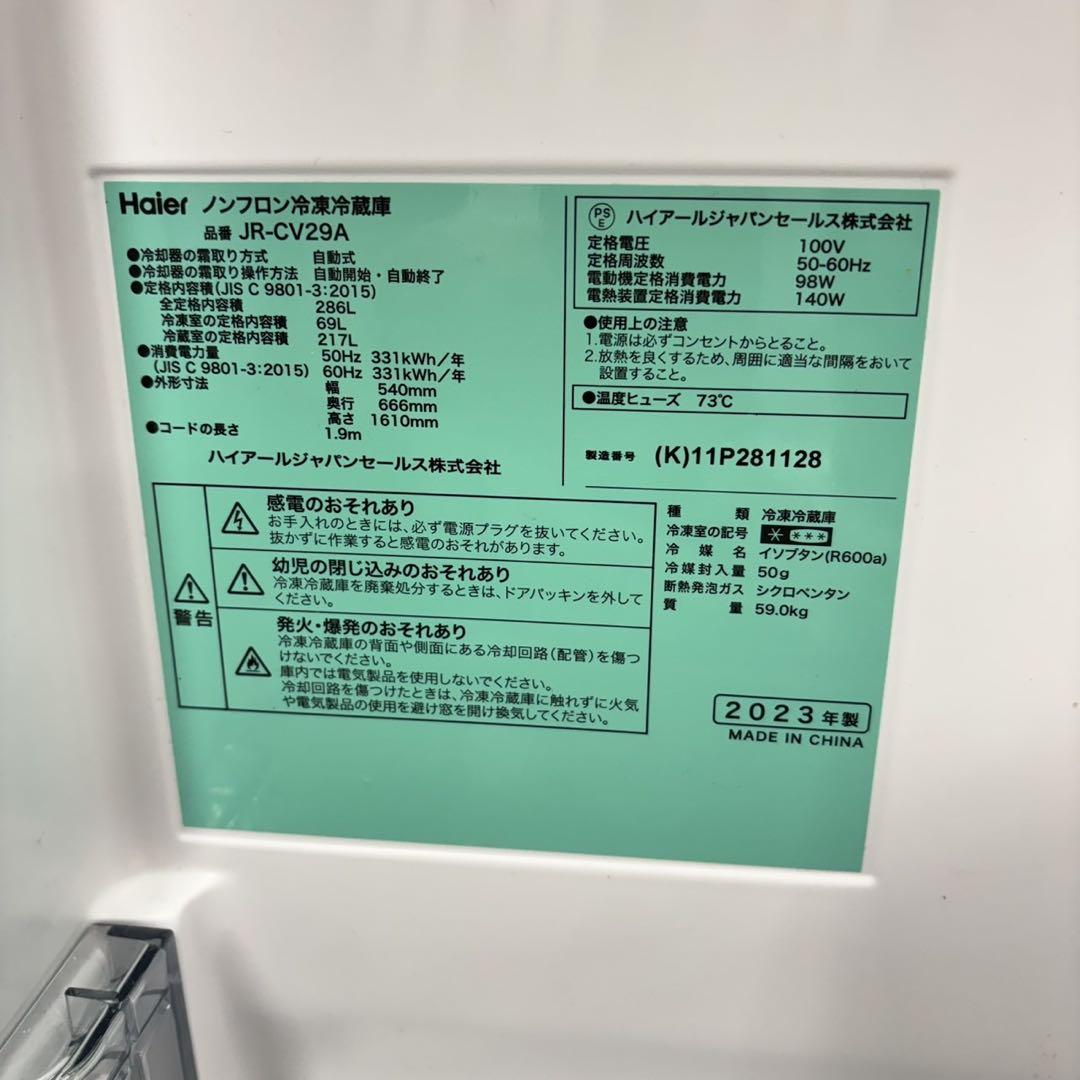 Haier ノンフロン冷凍冷蔵庫
品番 JR-CV29A
●冷却器の霜取り方式 自動式
●冷却器の霜取り操作方法 自動開始・自動終了
●定格内容積(JIS C 9801-3:2015)
全定格内容積 286L
冷凍室の定格内容積 69L
冷蔵室の定格内容積 217L
●消費電力量 50Hz 331kWh/年
(JIS C 9801-3:2015) 60Hz 331kWh/年
●外形寸法 幅 540mm
奥行 666mm
高さ 1610mm
●コードの長さ 1.9m
ハイアールジャパンセールス株式会社
PSE ハイアールジャパンセールス株式会社
定格電圧 100V
定格周波数 50-60Hz
電動機定格消費電力 98W
電熱装置定格消費電力 140W
●使用上の注意
1.電源は必ずコンセントからとること。
2.放熱を良くするため、周囲に適当な間隔をおいて
設置すること。
●温度ヒューズ 73℃
製造番号 (K)11P281128
警告
感電のおそれあり
お手入れのときには、必ず電源プラグを抜いてください。
抜かずに作業すると感電のおそれがあります。
幼児の閉じ込みのおそれあり
冷凍冷蔵庫を廃棄処分するときは、ドアパッキンを外して
ください。
発火・爆発のおそれあり
冷凍冷蔵庫の背面や側面にある冷却回路(配管)を傷つ
けないでください。
庫内では電気製品を使用しないでください。
冷却回路を傷つけたときは、冷凍冷蔵庫に触れずに火気
や電気製品の使用を避け窓を開け換気してください。
種類 冷凍冷蔵庫
冷凍室の記号 ****
冷媒名 イソブタン(R600a)
冷媒封入量 50g
断熱発泡ガス シクロペンタン
質量 59.0kg
2023年製
MADE IN CHINA